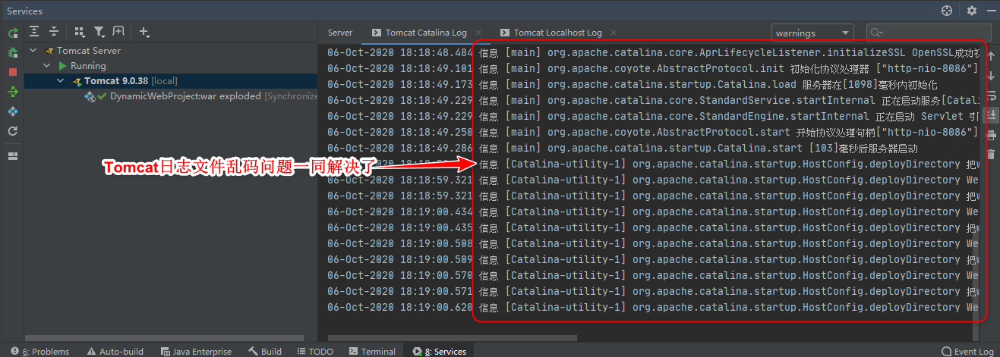 Services
Server
Tomcat Catalina Log
Tomcat Localhost Log
warnings
Tomcat Server
Running
Tomcat 9.0.38 [local]
DynamicWebProject:war exploded [Synchronize
06-Oct-2020 18:18:48.484 信息 [main] org.apache.catalina.core.AprLifecycleListener.initializeSSL OpenSSL成功初
06-Oct-2020 18:18:49.101 信息 [main] org.apache.coyote.AbstractProtocol.init 初始化协议处理器 ["http-nio-8086"]
06-Oct-2020 18:18:49.173 信息 [main] org.apache.catalina.startup.Catalina.load 服务器在[1098]毫秒内初始化
06-Oct-2020 18:18:49.229 信息 [main] org.apache.catalina.core.StandardService.startInternal 正在启动服务[Catali
06-Oct-2020 18:18:49.229 信息 [main] org.apache.catalina.core.StandardEngine.startInternal 正在启动 Servlet 引
06-Oct-2020 18:18:49.250 信息 [main] org.apache.coyote.AbstractProtocol.start 开始协议处理句柄["http-nio-8086"]
06-Oct-2020 18:18:49.286 信息 [main] org.apache.catalina.startup.Catalina.start [103]毫秒后服务器启动
信息 [Catalina-utility-1] org.apache.catalina.startup.HostConfig.deployDirectory 把w
Tomcat日志文件乱码问题一同解决了
06-Oct-2020 18:18:59.321 信息 [Catalina-utility-1] org.apache.catalina.startup.HostConfig.deployDirectory We
06-Oct-2020 18:18:59.321 信息 [Catalina-utility-1] org.apache.catalina.startup.HostConfig.deployDirectory 把w
06-Oct-2020 18:19:00.434 信息 [Catalina-utility-1] org.apache.catalina.startup.HostConfig.deployDirectory We
06-Oct-2020 18:19:00.435 信息 [Catalina-utility-1] org.apache.catalina.startup.HostConfig.deployDirectory 把w
06-Oct-2020 18:19:00.508 信息 [Catalina-utility-1] org.apache.catalina.startup.HostConfig.deployDirectory We
06-Oct-2020 18:19:00.509 信息 [Catalina-utility-1] org.apache.catalina.startup.HostConfig.deployDirectory 把w
06-Oct-2020 18:19:00.570 信息 [Catalina-utility-1] org.apache.catalina.startup.HostConfig.deployDirectory We
06-Oct-2020 18:19:00.571 信息 [Catalina-utility-1] org.apache.catalina.startup.HostConfig.deployDirectory 把w
06-Oct-2020 18:19:00.620 信息 [Catalina-utility-1] org.apache.catalina.startup.HostConfig.deployDirectory We
6: Problems
Auto-build
Java Enterprise
Build
TODO
Terminal
8: Services
Event Log